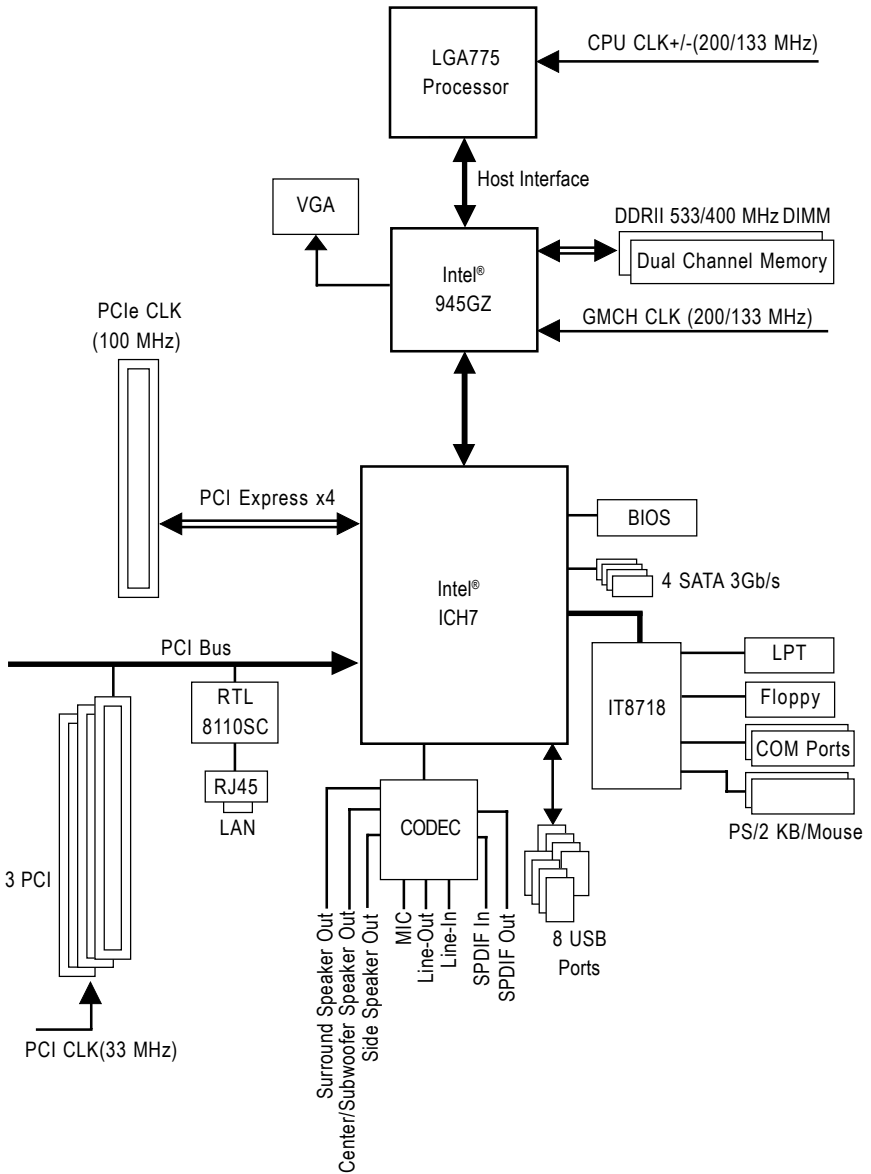 LGA775
Processor
CPU CLK+/-(200/133 MHz)
Host Interface
VGA
DDRII 533/400 MHz DIMM
Dual Channel Memory
Intel®
945GZ
GMCH CLK (200/133 MHz)
PCIe CLK
(100 MHz)
PCI Express x4
Intel®
ICH7
BIOS
4 SATA 3Gb/s
PCI Bus
RTL
8110SC
RJ45
LAN
IT8718
LPT
Floppy
COM Ports
PS/2 KB/Mouse
CODEC
3 PCI
PCI CLK(33 MHz)
Surround Speaker Out
Center/Subwoofer Speaker Out
Side Speaker Out
MIC
Line-Out
Line-In
SPDIF In
SPDIF Out
8 USB
Ports